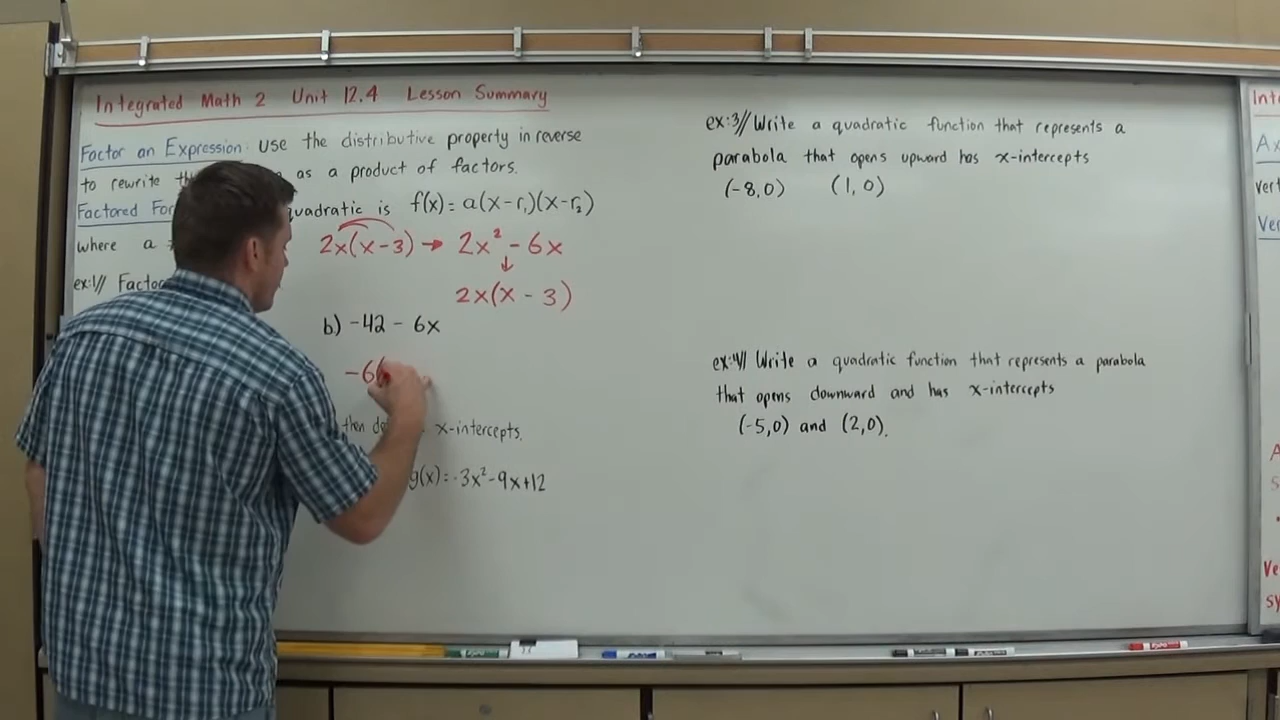 Integrated Math 2 Unit 12.4 Lesson Summary
Factor an Expression: use the distributive property in reverse
to rewrite as a product of factors.
Factored quadratic is f(x)= a(x-r₁)(x-r₂)
where a
2x(x-3) → 2x² - 6x
↓
ex:1//
2x(x - 3)
b) -42 - 6x
-6
then x-intercepts.
g(x)=-3x²-9x+12
ex:3// Write a quadratic function that represents a
parabola that opens upward has x-intercepts
(-8,0) (1,0)
ex:4// Write a quadratic function that represents a parabola
that opens downward and has x-intercepts
(-5,0) and (2,0).